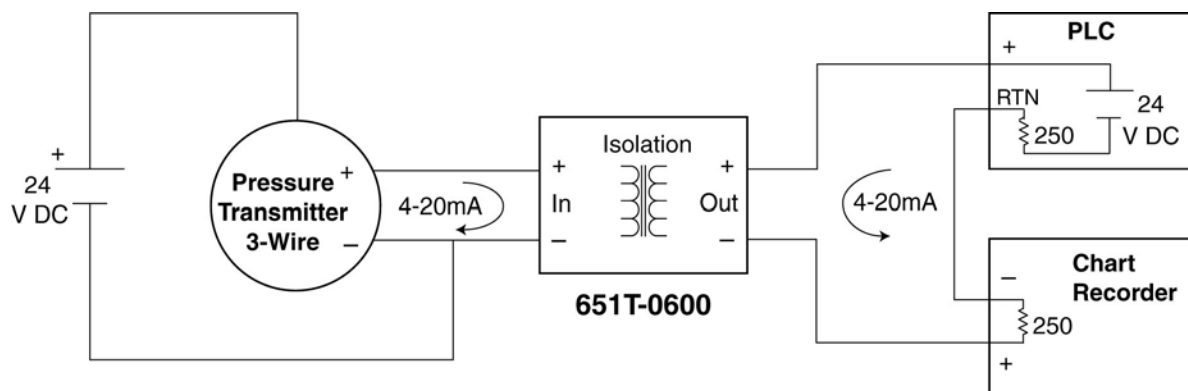 +
24
V DC
Pressure
Transmitter
3-Wire
+
−
4-20mA
Isolation
+
In
−
+
Out
−
651T-0600
4-20mA
PLC
+
RTN
250
24
V DC
−
Chart
Recorder
250
+